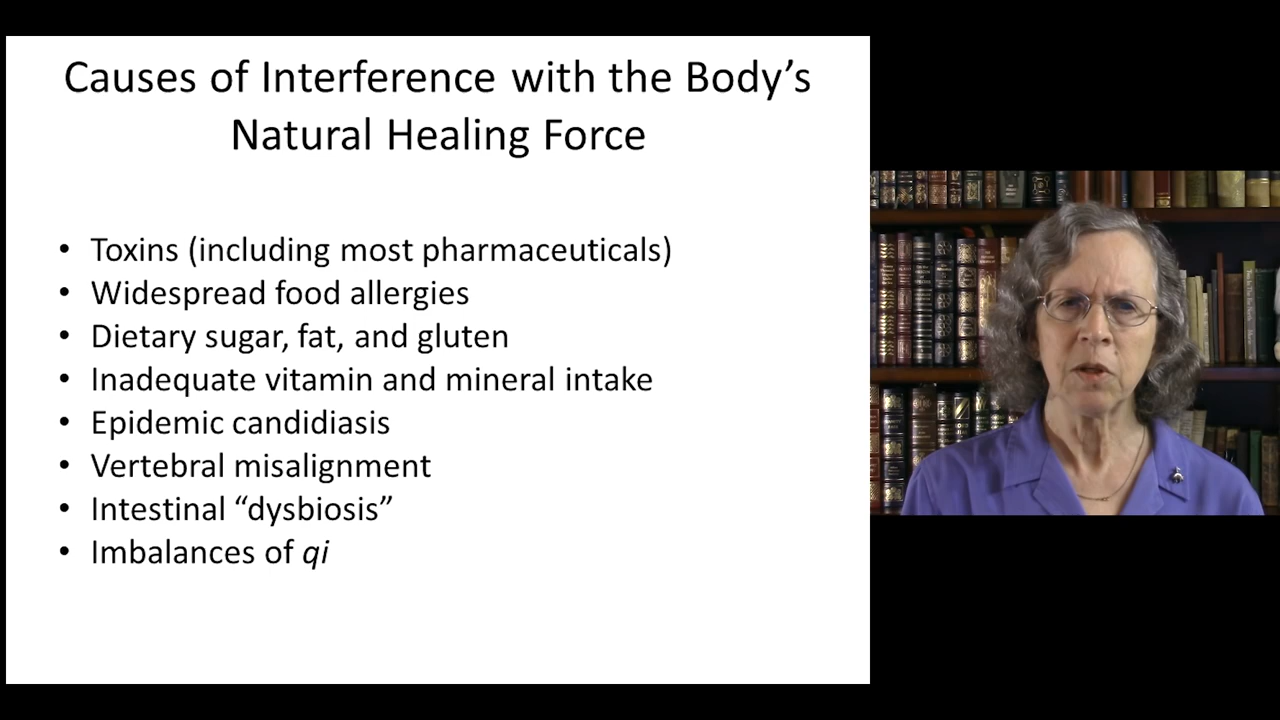 Causes of Interference with the Body’s
Natural Healing Force
• Toxins (including most pharmaceuticals)
• Widespread food allergies
• Dietary sugar, fat, and gluten
• Inadequate vitamin and mineral intake
• Epidemic candidiasis
• Vertebral misalignment
• Intestinal “dysbiosis”
• Imbalances of qi